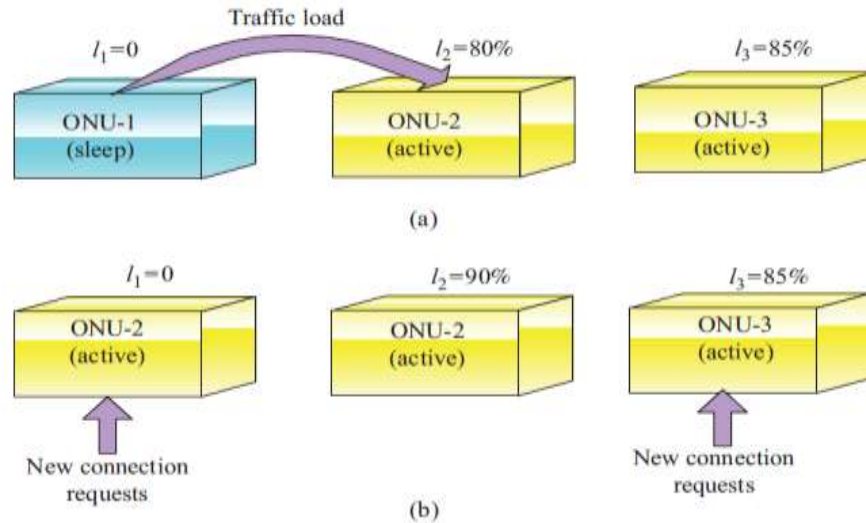 Traffic load
l₁=0
l₂=80%
l₃=85%
ONU-1
(sleep)
ONU-2
(active)
ONU-3
(active)
(a)
l₁=0
l₂=90%
l₃=85%
ONU-2
(active)
ONU-2
(active)
ONU-3
(active)
New connection
requests
New connection
requests
(b)